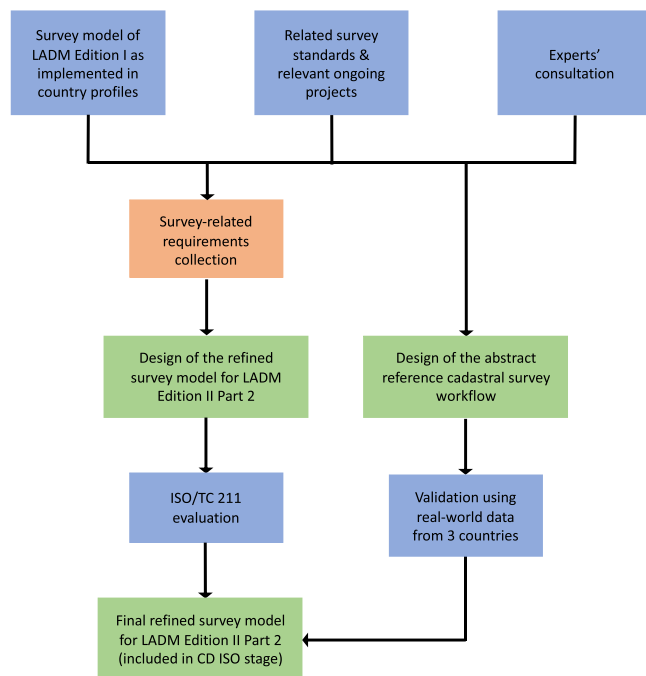 Survey model of
LADM Edition I as
implemented in
country profiles
Related survey
standards &
relevant ongoing
projects
Experts'
consultation
Survey-related
requirements
collection
Design of the refined
survey model for LADM
Edition II Part 2
Design of the abstract
reference cadastral survey
workflow
ISO/TC 211
evaluation
Validation using
real-world data
from 3 countries
Final refined survey model
for LADM Edition II Part 2
(included in CD ISO stage)